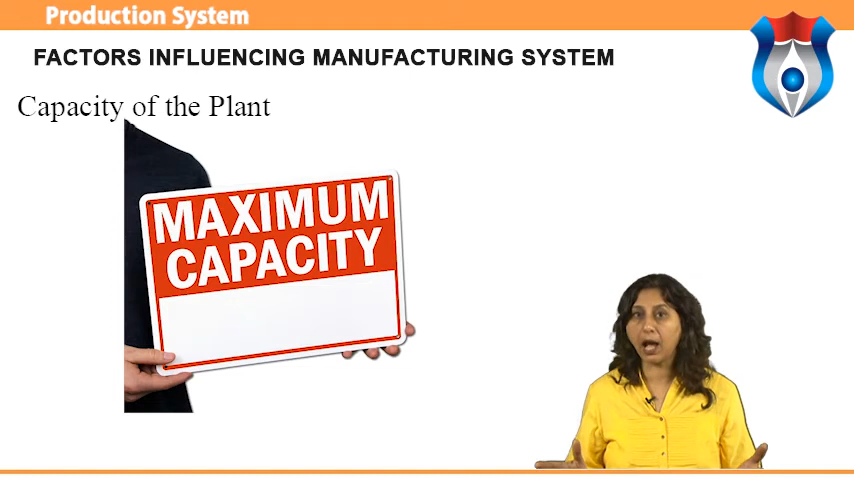 Production System
FACTORS INFLUENCING MANUFACTURING SYSTEM
Capacity of the Plant
MAXIMUM
CAPACITY